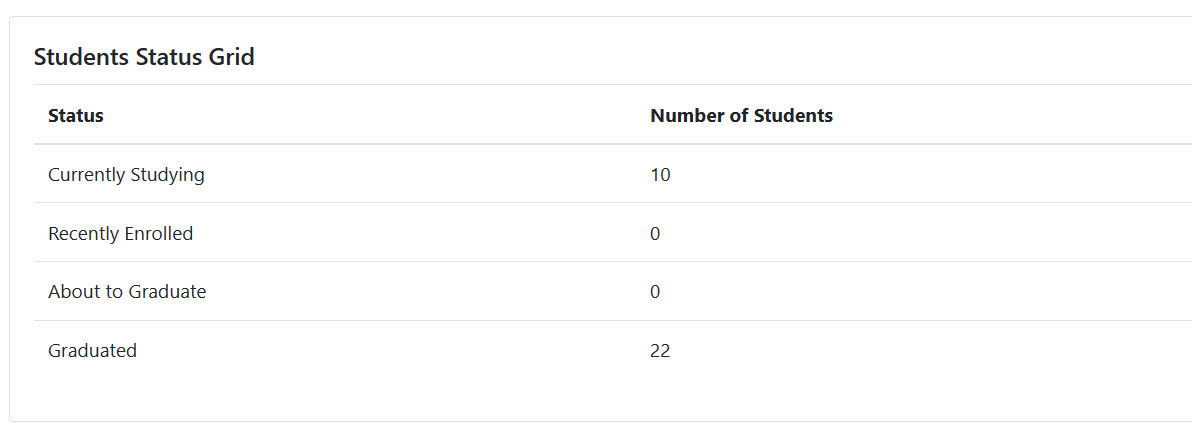 Students Status Grid
Status Number of Students
Currently Studying 10
Recently Enrolled 0
About to Graduate 0
Graduated 22